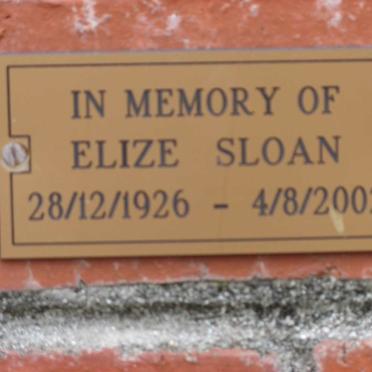 IN MEMORY OF
ELIZE SLOAN
28/12/1926 - 4/8/200